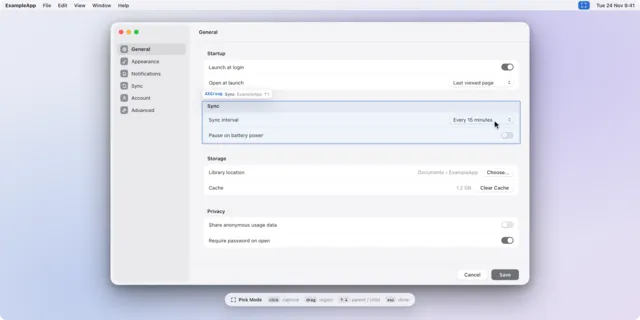 ExampleApp File Edit View Window Help Tue 24 Nov 9:41
General
General
Appearance
Notifications
Sync
Account
Advanced
Startup
Launch at login
Open at launch Last viewed page
AXGroup Sync ExampleApp
Sync
Sync interval Every 15 minutes
Pause on battery power
Storage
Library location Documents › ExampleApp Choose...
Cache 1.2 GB Clear Cache
Privacy
Share anonymous usage data
Require password on open
Cancel Save
Pick Mode click capture drag region parent / child esc done